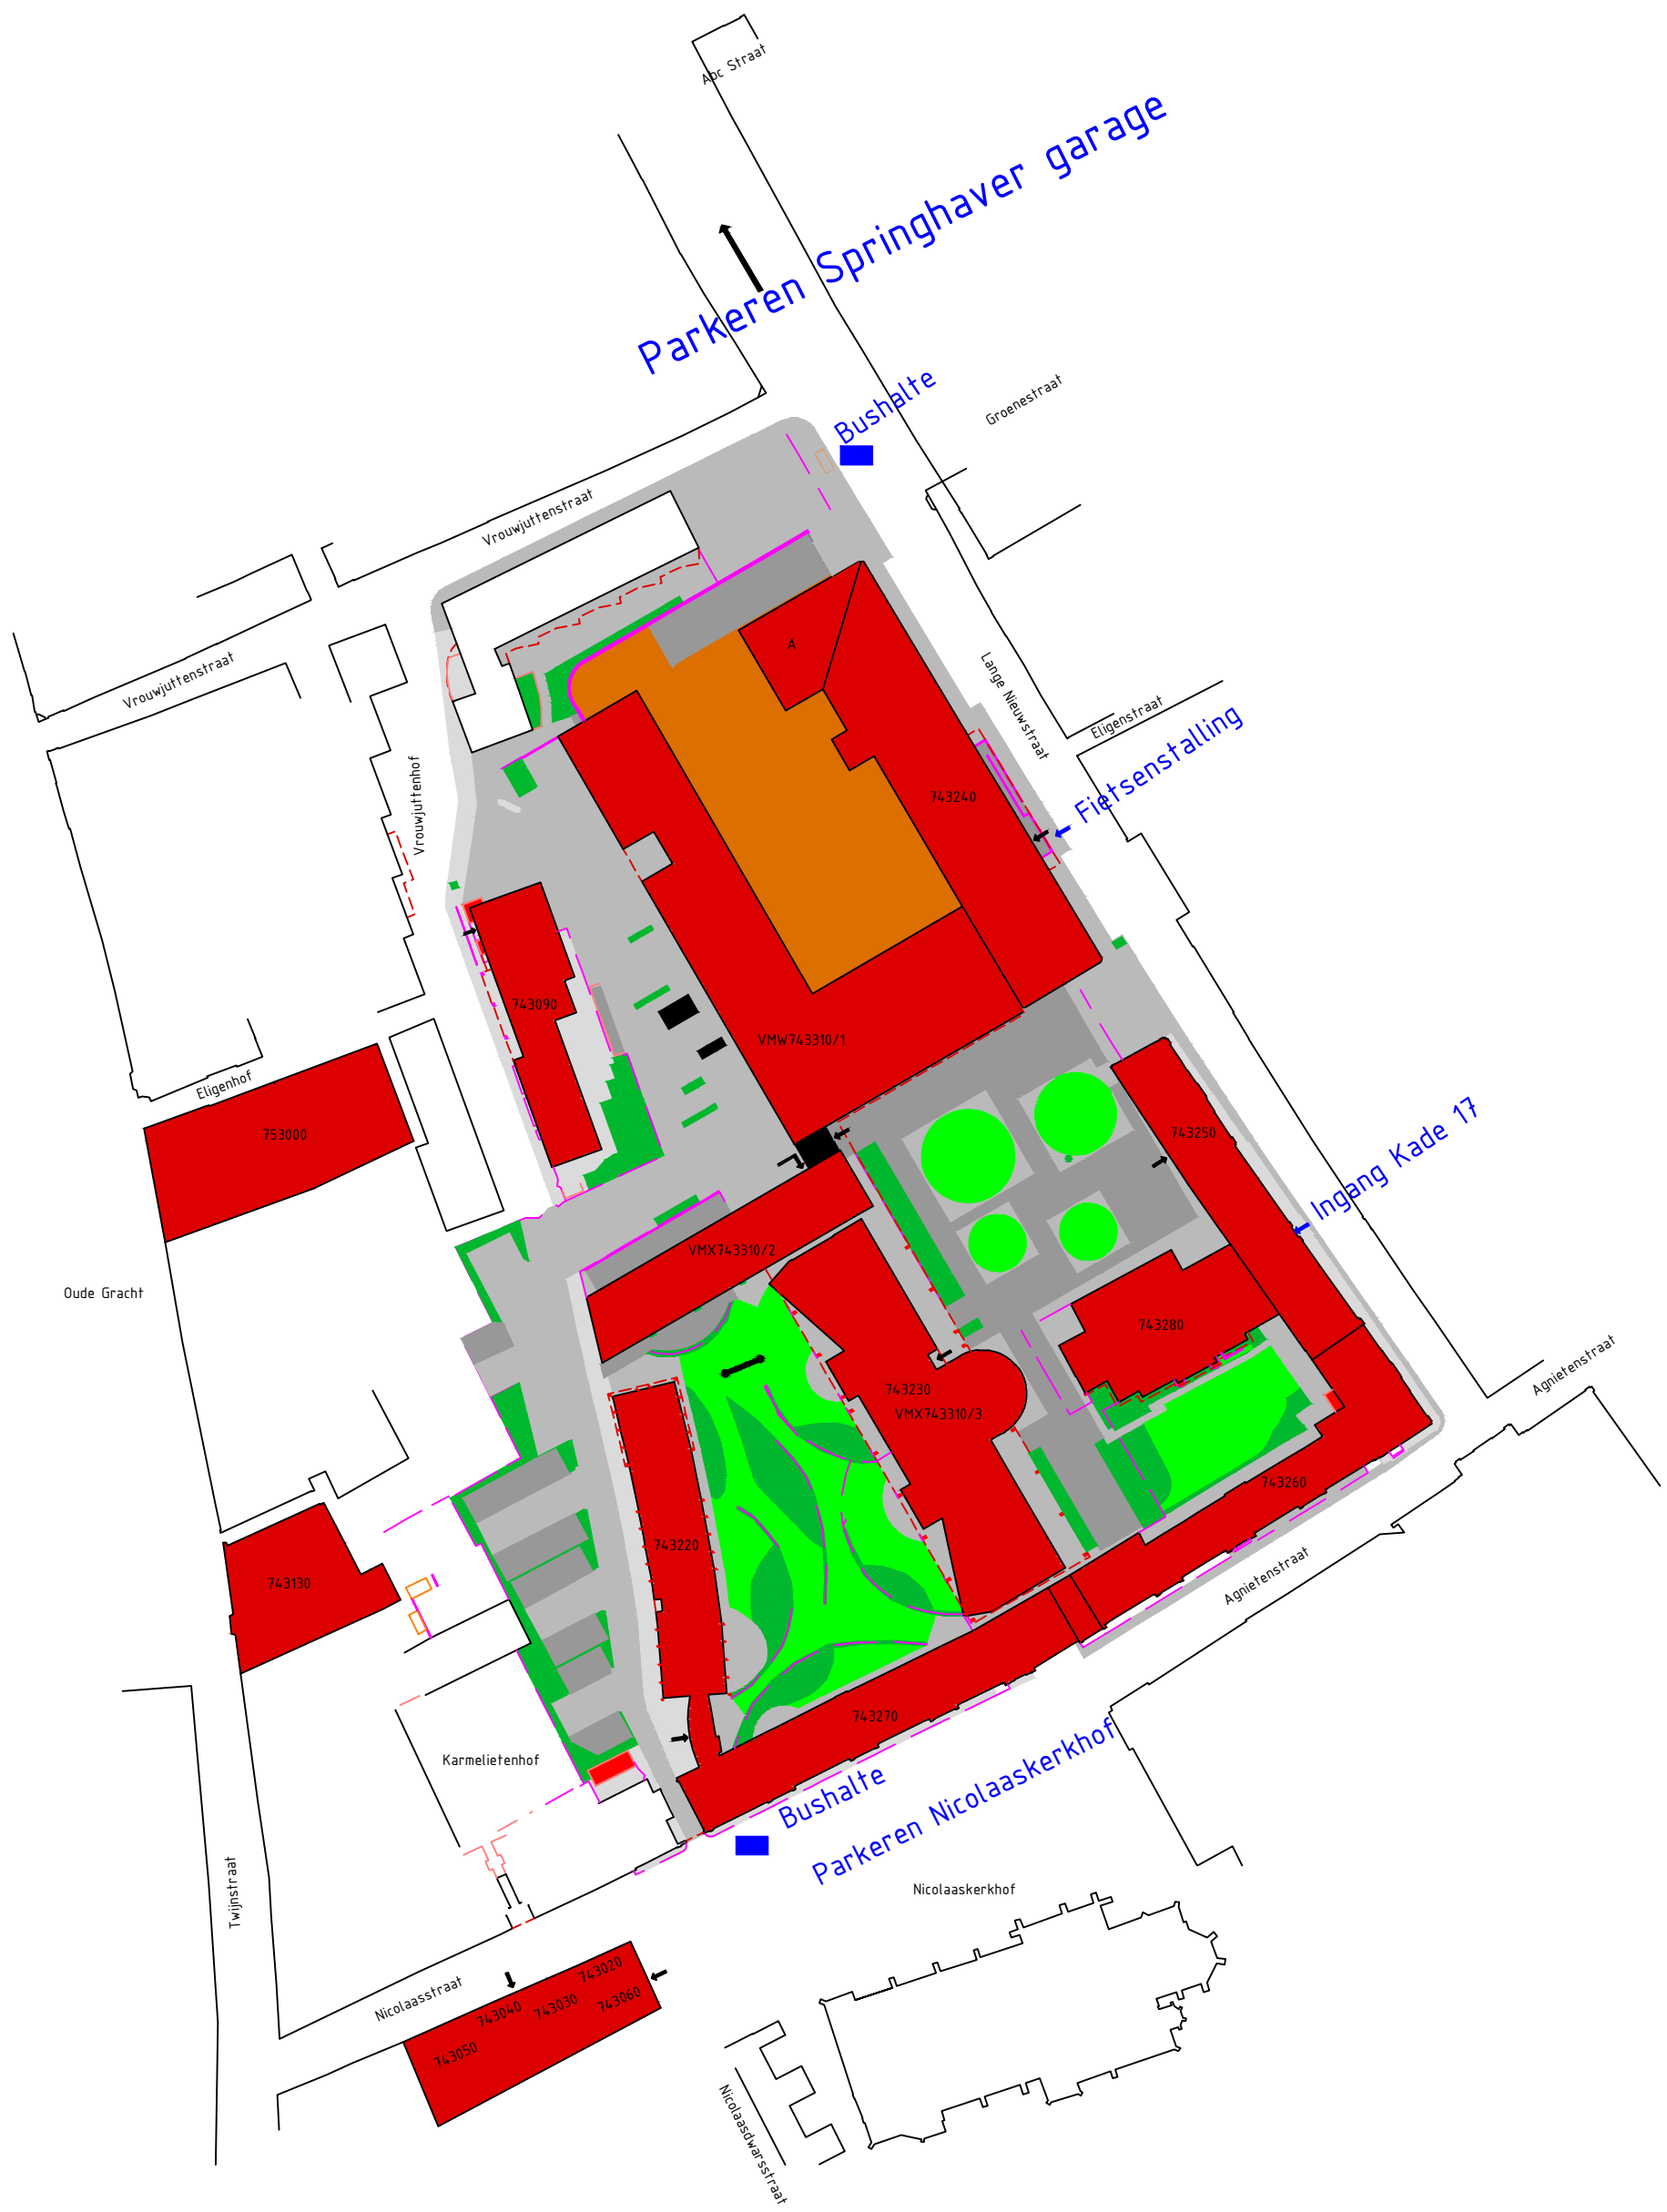 Abc Straat
Parkeren Springhaver garage
Bushalte
Groenestraat
Vrouwjuttenstraat
Vrouwjuttenstraat
A
Lange Nieuwstraat
Eligenstraat
Fietsenstalling
Vrouwjuttenhof
743240
743090
VMW743310/1
Eligenhof
753000
743250
Ingang Kade 17
VMX743310/2
Oude Gracht
743280
Agnietenstraat
743230
VMX743310/3
743260
743220
743130
Agnietenstraat
743270
Karmelietenhof
Bushalte
Parkeren Nicolaaskerkhof
Twijnstraat
Nicolaaskerkhof
Nicolaasstraat
743020
743040
743030
743060
743050
Nicolaasdwarsstraat